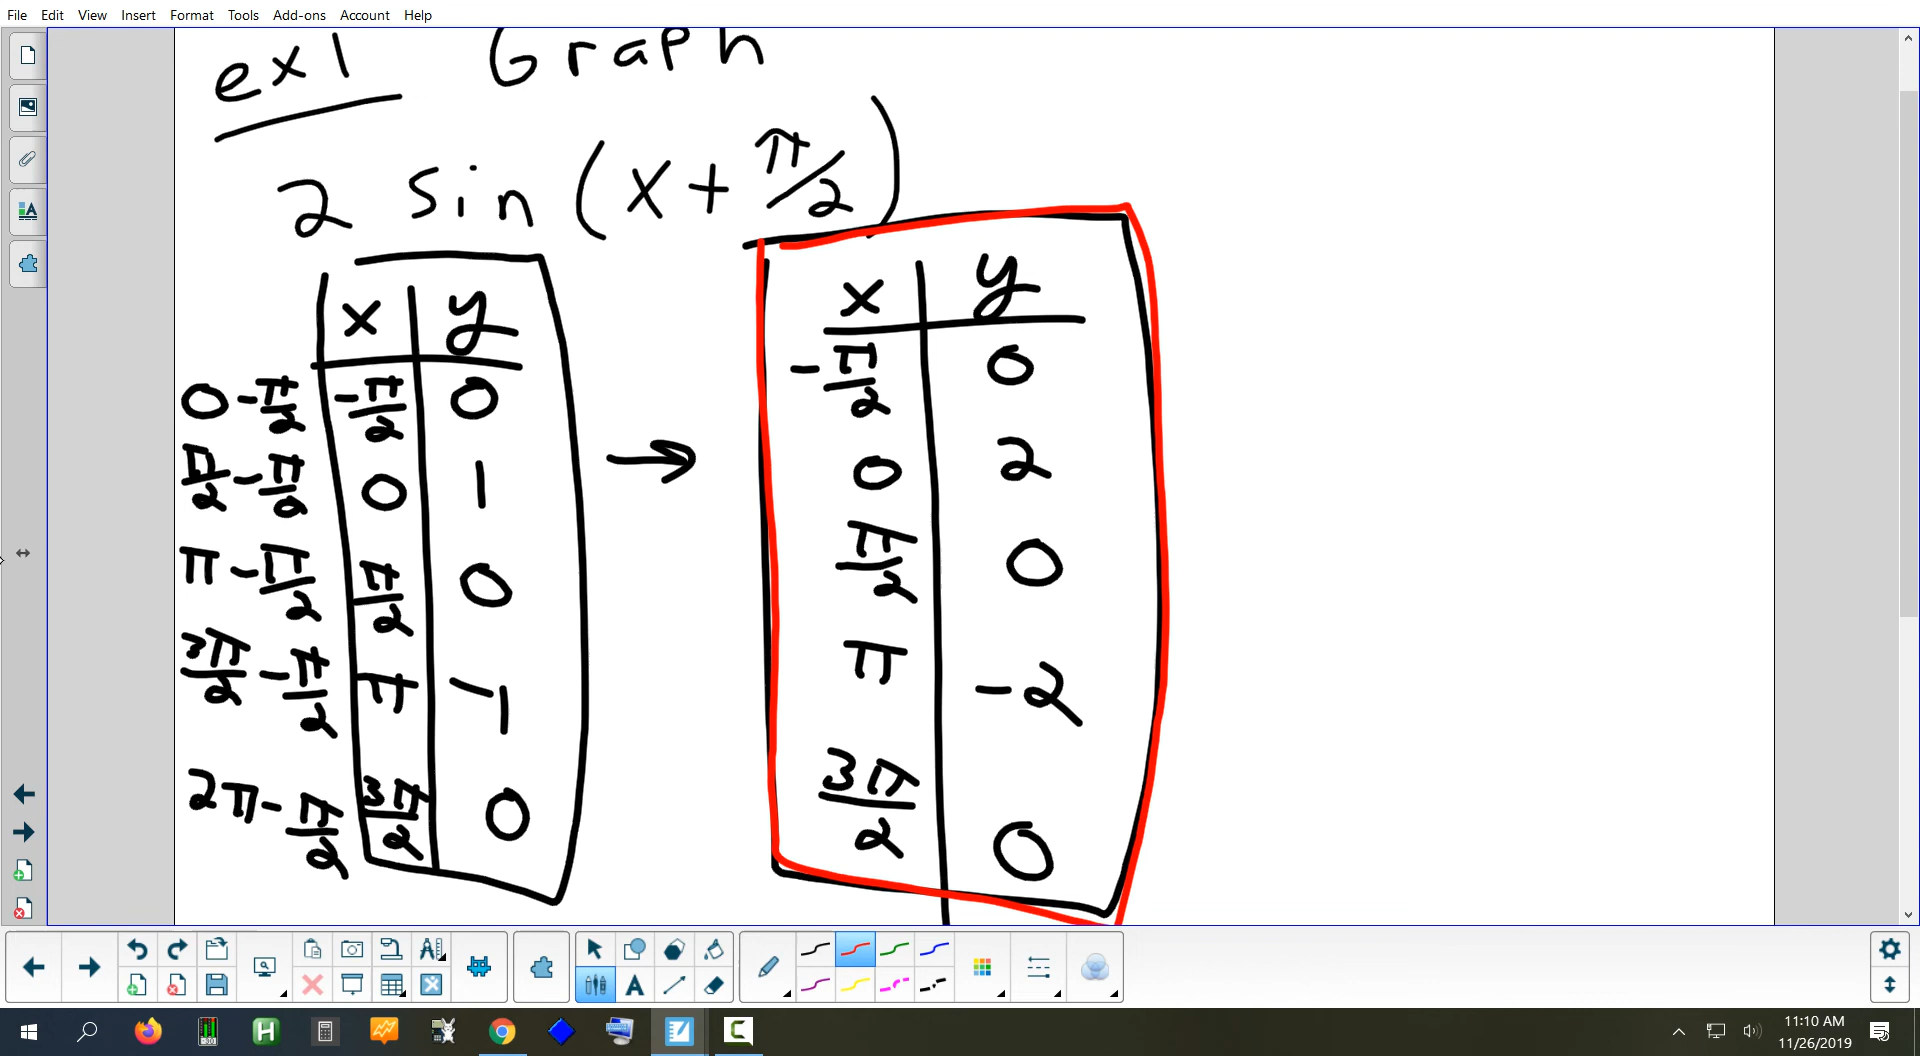 File Edit View Insert Format Tools Add-ons Account Help
ex1 Graph
2 sin (x + π/2)
x y
0 - π/2 -π/2 0
π/2 - π/2 0 1
π - π/2 π/2 0
3π/2 - π/2 π -1
2π - π/2 3π/2 0
→
x y
-π/2 0
0 2
π/2 0
π -2
3π/2 0
11:10 AM
11/26/2019